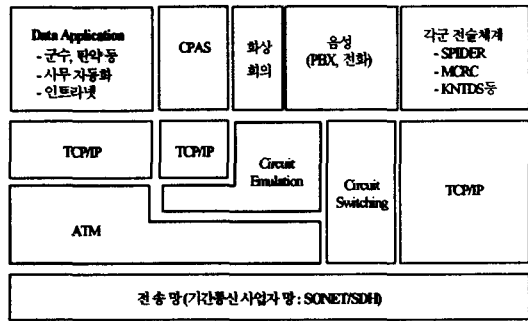 Data Application
- 군수, 탄약 등
- 사무 자동화
- 인트라넷
CPAS
화상
회의
음성
(PBX, 전화)
각군 전술체계
- SPIDER
- MCRC
- KNTDS등
TCP/IP
TCP/IP
Circuit
Emulation
Circuit
Switching
TCP/IP
ATM
전 송 망 (기간통신 사업자 망 : SONET/SDH)